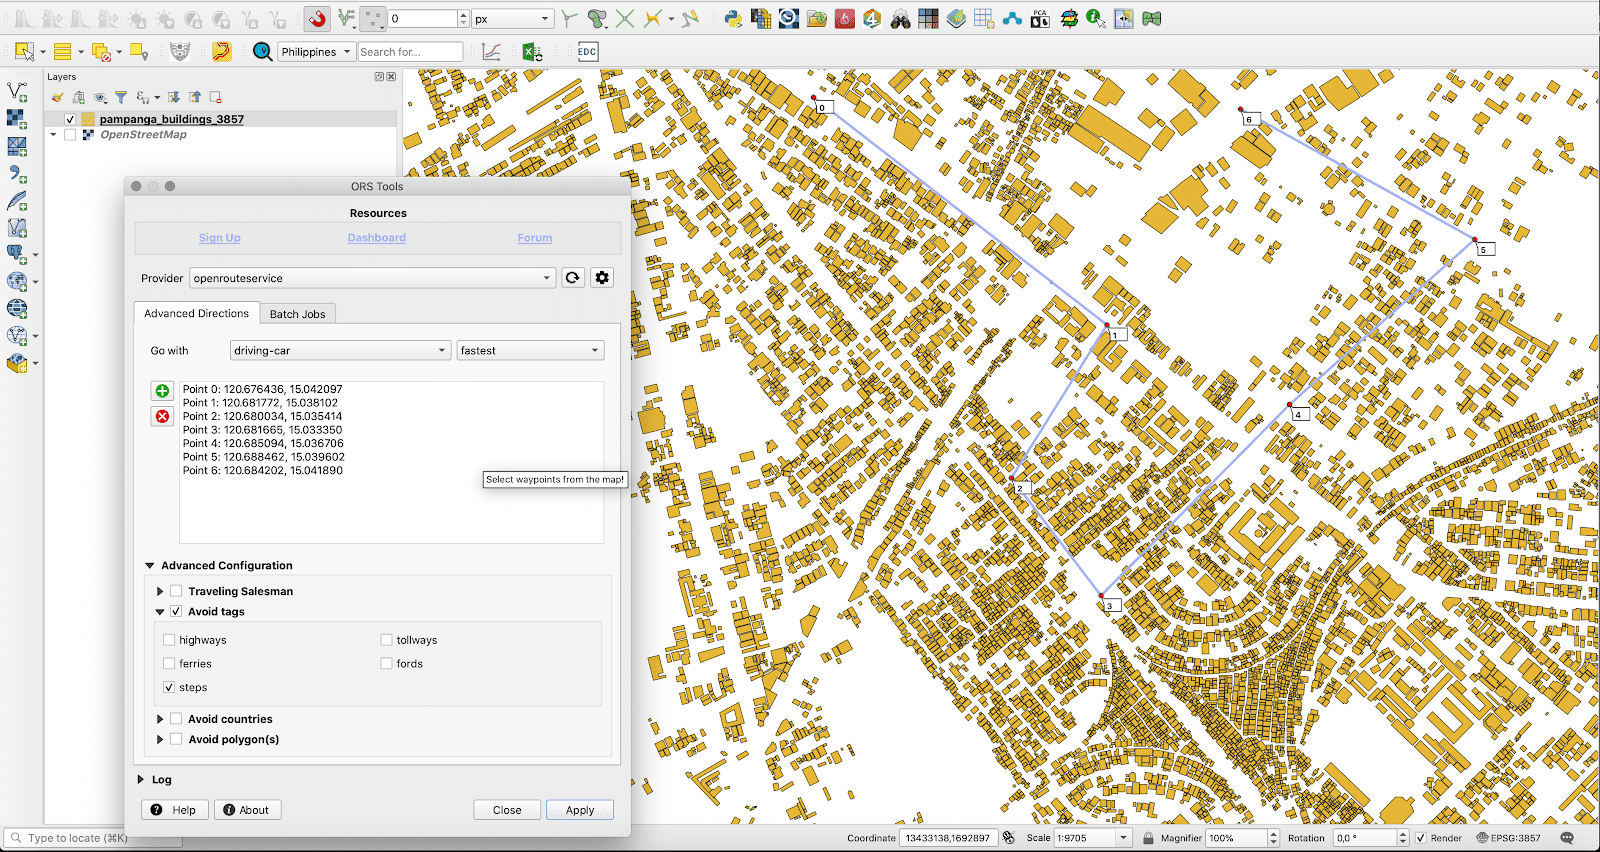 0
px
PCA
Philippines
Search for...
EDC
Layers
pampanga_buildings_3857
OpenStreetMap
ORS Tools
Resources
Sign Up Dashboard Forum
Provider openrouteservice
Advanced Directions Batch Jobs
Go with driving-car fastest
Point 0: 120.676436, 15.042097
Point 1: 120.681772, 15.038102
Point 2: 120.680034, 15.035414
Point 3: 120.681665, 15.033350
Point 4: 120.685094, 15.036706
Point 5: 120.688462, 15.039602
Point 6: 120.684202, 15.041890
Select waypoints from the map!
Advanced Configuration
Traveling Salesman
Avoid tags
highways tollways
ferries fords
steps
Avoid countries
Avoid polygon(s)
Log
Help About Close Apply
0
6
5
1
4
2
3
Type to locate (⌘K)
Coordinate 13433138,1692897 Scale 1:9705 Magnifier 100% Rotation 0,0 ° Render EPSG:3857